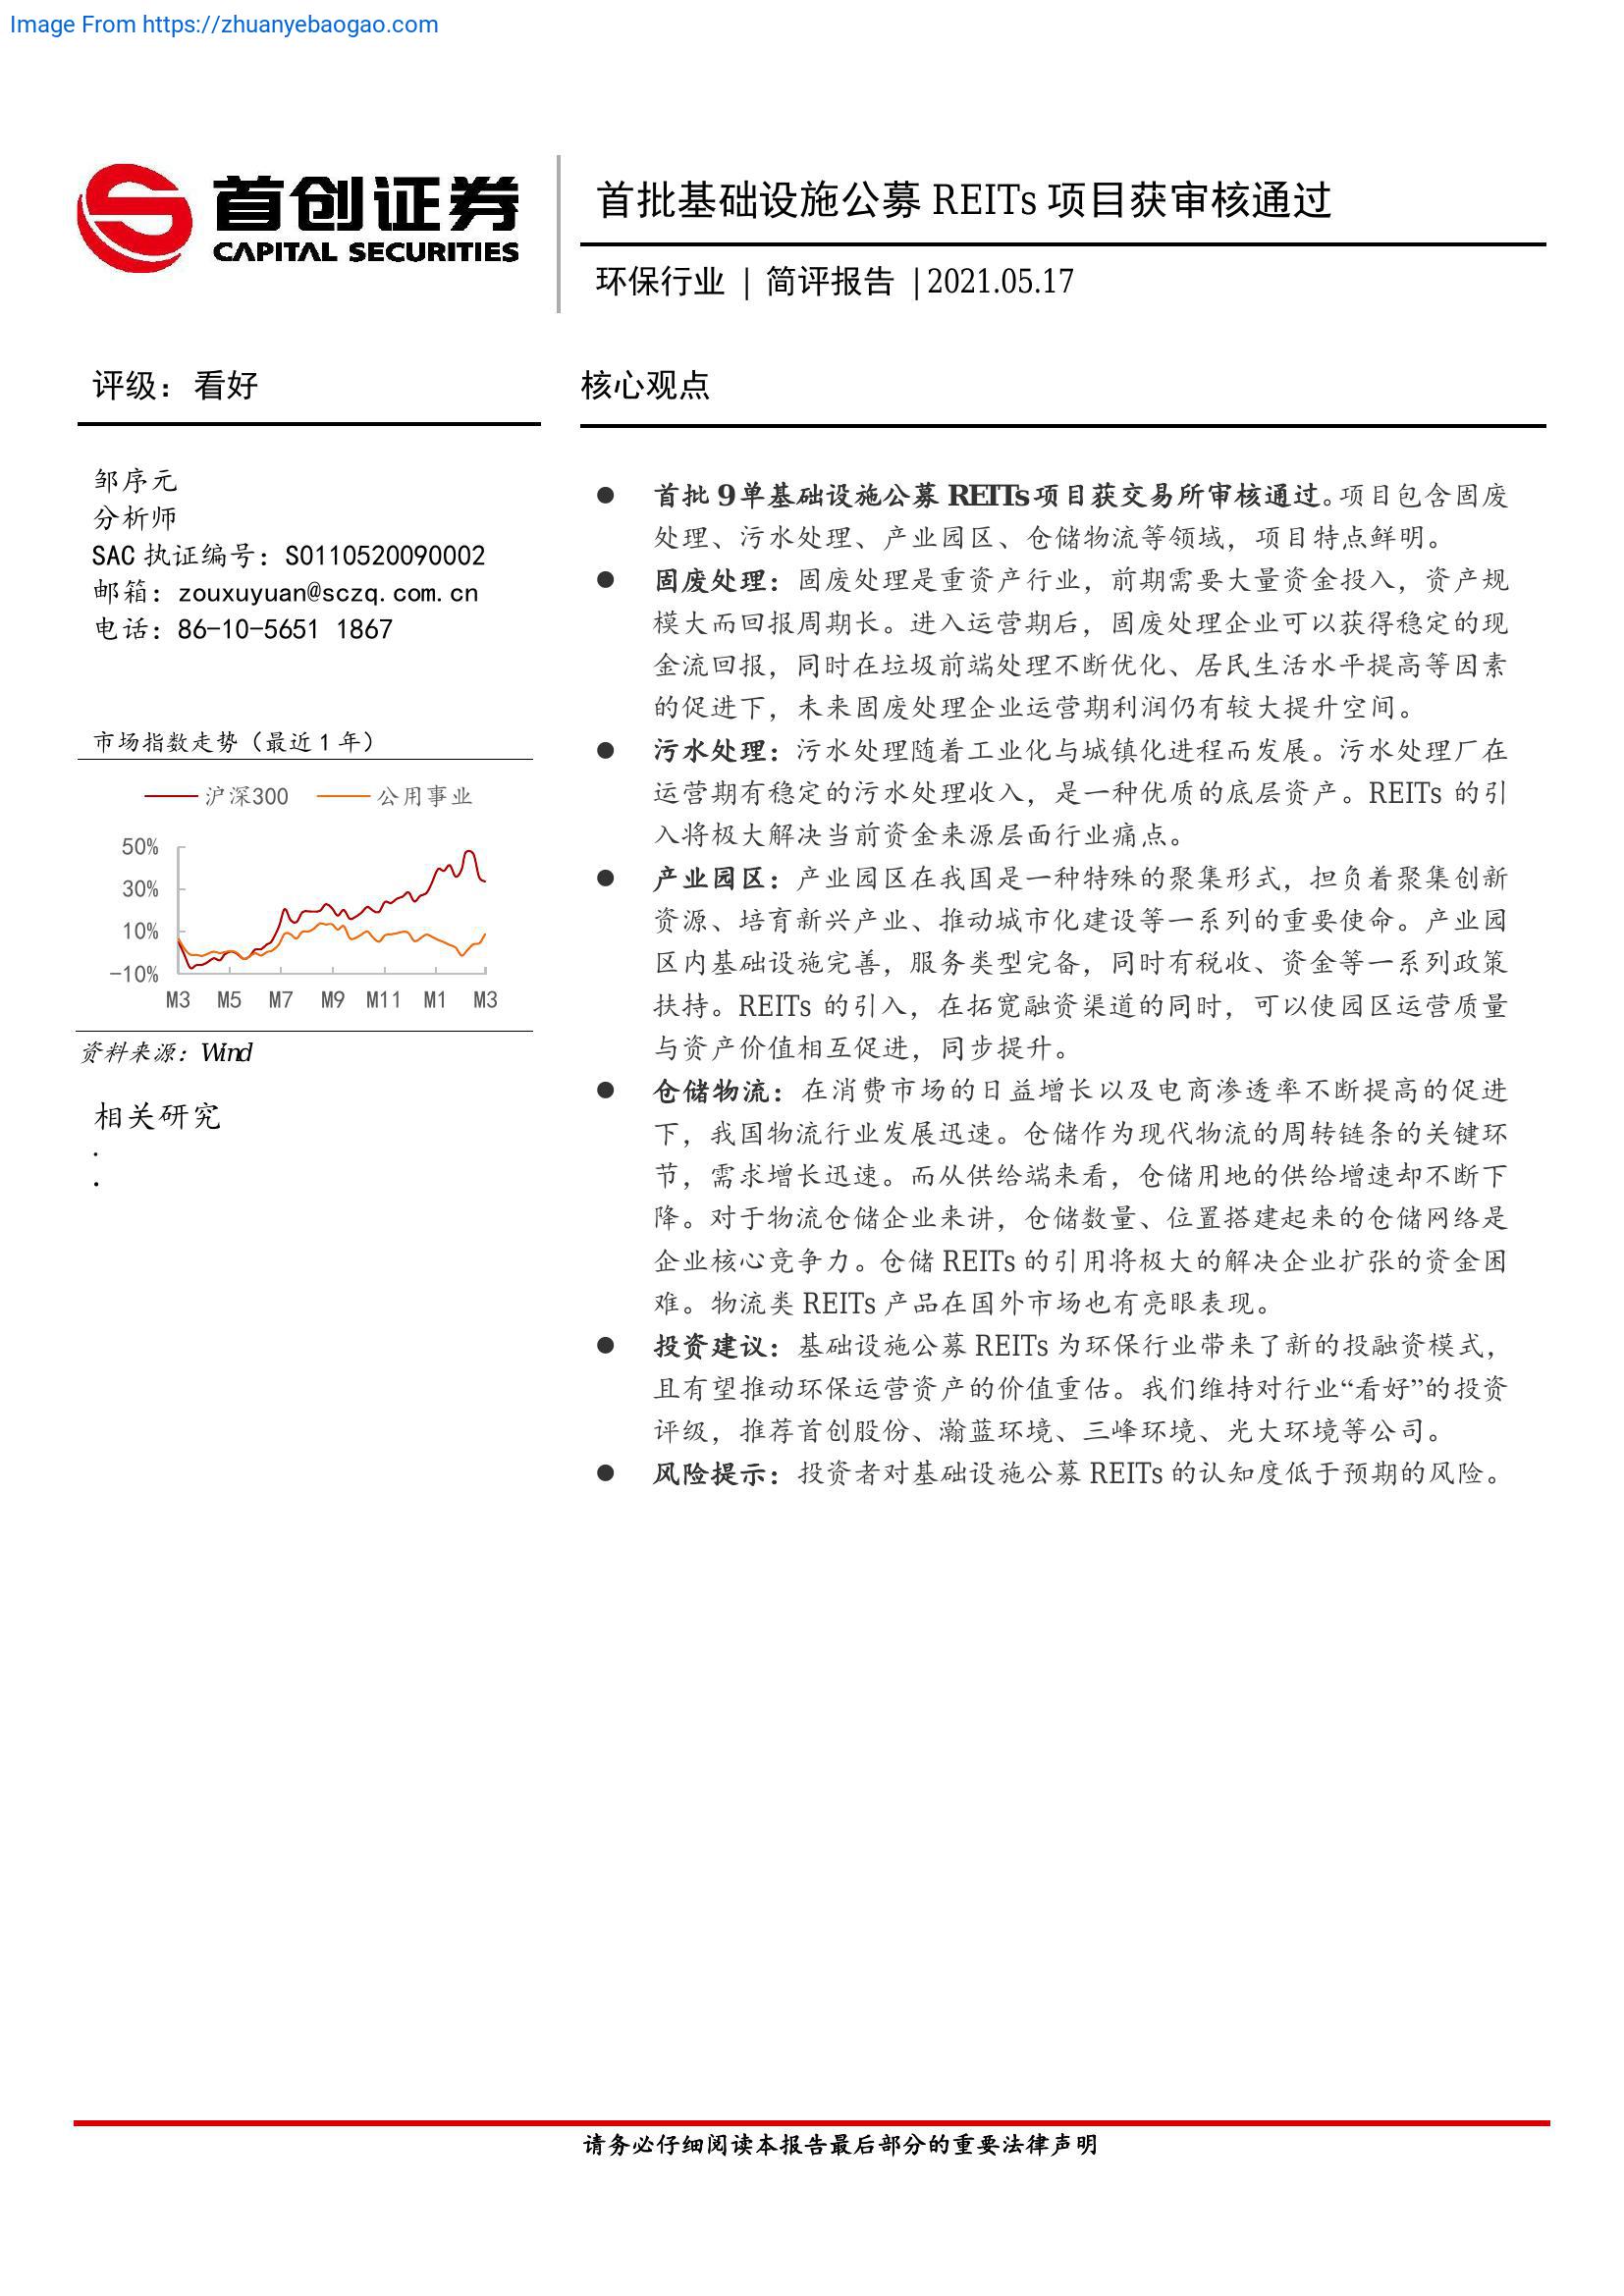 Image From https://zhuanyebaogao.com
首创证券
CAPITAL SECURITIES
首批基础设施公募 REITs 项目获审核通过
环保行业 | 简评报告 | 2021.05.17
评级：看好
邹序元
分析师
SAC 执证编号：S0110520090002
邮箱：zouxuyuan@sczq.com.cn
电话：86-10-5651 1867
市场指数走势（最近 1 年）
沪深300 公用事业
50%
30%
10%
-10%
M3 M5 M7 M9 M11 M1 M3
资料来源：Wind
相关研究
·
·
核心观点
● 首批 9单基础设施公募 REITs项目获交易所审核通过。项目包含固废
处理、污水处理、产业园区、仓储物流等领域，项目特点鲜明。
● 固废处理：固废处理是重资产行业，前期需要大量资金投入，资产规
模大而回报周期长。进入运营期后，固废处理企业可以获得稳定的现
金流回报，同时在垃圾前端处理不断优化、居民生活水平提高等因素
的促进下，未来固废处理企业运营期利润仍有较大提升空间。
● 污水处理：污水处理随着工业化与城镇化进程而发展。污水处理厂在
运营期有稳定的污水处理收入，是一种优质的底层资产。REITs 的引
入将极大解决当前资金来源层面行业痛点。
● 产业园区：产业园区在我国是一种特殊的聚集形式，担负着聚集创新
资源、培育新兴产业、推动城市化建设等一系列的重要使命。产业园
区内基础设施完善，服务类型完备，同时有税收、资金等一系列政策
扶持。REITs 的引入，在拓宽融资渠道的同时，可以使园区运营质量
与资产价值相互促进，同步提升。
● 仓储物流：在消费市场的日益增长以及电商渗透率不断提高的促进
下，我国物流行业发展迅速。仓储作为现代物流的周转链条的关键环
节，需求增长迅速。而从供给端来看，仓储用地的供给增速却不断下
降。对于物流仓储企业来讲，仓储数量、位置搭建起来的仓储网络是
企业核心竞争力。仓储 REITs 的引用将极大的解决企业扩张的资金困
难。物流类 REITs 产品在国外市场也有亮眼表现。
● 投资建议：基础设施公募 REITs 为环保行业带来了新的投融资模式，
且有望推动环保运营资产的价值重估。我们维持对行业“看好”的投资
评级，推荐首创股份、瀚蓝环境、三峰环境、光大环境等公司。
● 风险提示：投资者对基础设施公募 REITs 的认知度低于预期的风险。
请务必仔细阅读本报告最后部分的重要法律声明